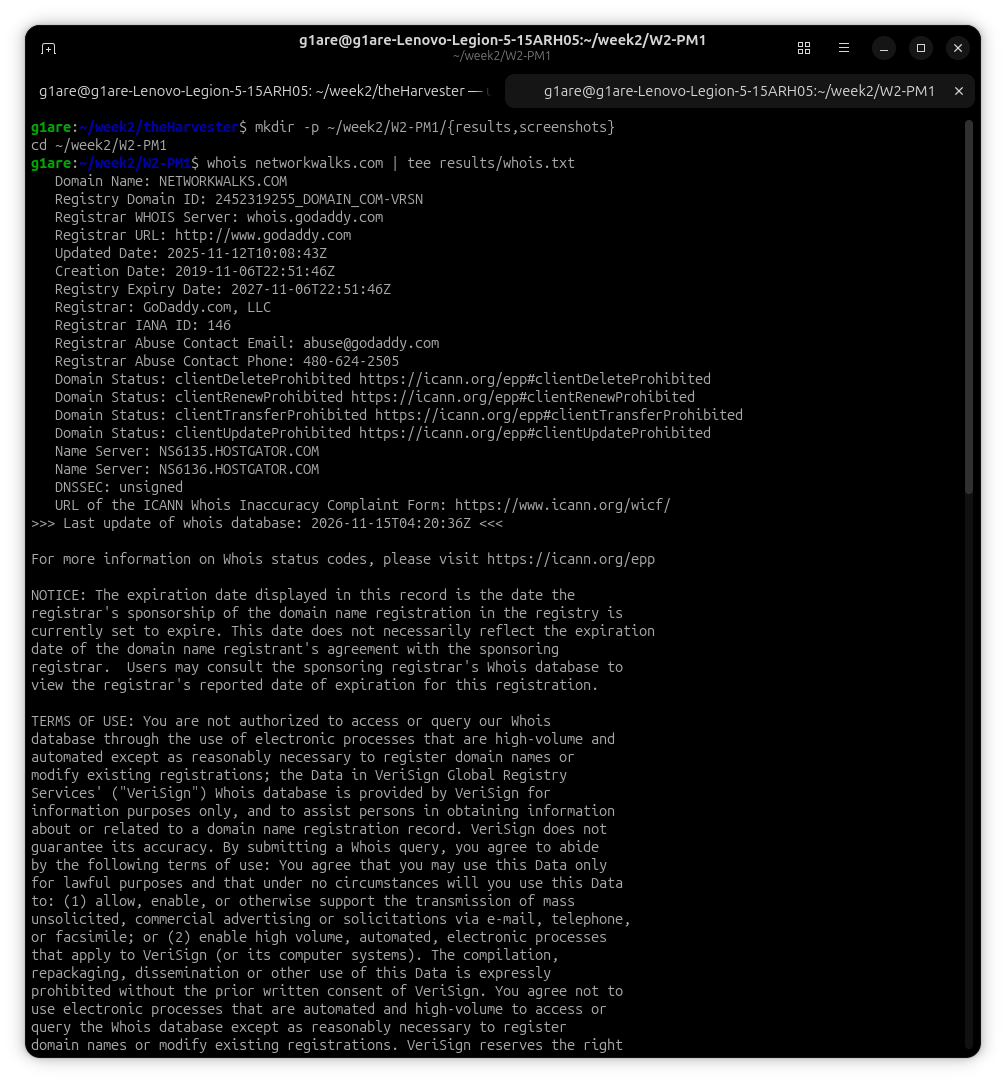 g1are@g1are-Lenovo-Legion-5-15ARH05:~/week2/W2-PM1
~/week2/W2-PM1
g1are@g1are-Lenovo-Legion-5-15ARH05: ~/week2/theHarvester —
g1are@g1are-Lenovo-Legion-5-15ARH05:~/week2/W2-PM1
g1are:~/week2/theHarvester$ mkdir -p ~/week2/W2-PM1/{results,screenshots}
cd ~/week2/W2-PM1
g1are:~/week2/W2-PM1$ whois networkwalks.com | tee results/whois.txt
   Domain Name: NETWORKWALKS.COM
   Registry Domain ID: 2452319255_DOMAIN_COM-VRSN
   Registrar WHOIS Server: whois.godaddy.com
   Registrar URL: http://www.godaddy.com
   Updated Date: 2025-11-12T10:08:43Z
   Creation Date: 2019-11-06T22:51:46Z
   Registry Expiry Date: 2027-11-06T22:51:46Z
   Registrar: GoDaddy.com, LLC
   Registrar IANA ID: 146
   Registrar Abuse Contact Email: abuse@godaddy.com
   Registrar Abuse Contact Phone: 480-624-2505
   Domain Status: clientDeleteProhibited https://icann.org/epp#clientDeleteProhibited
   Domain Status: clientRenewProhibited https://icann.org/epp#clientRenewProhibited
   Domain Status: clientTransferProhibited https://icann.org/epp#clientTransferProhibited
   Domain Status: clientUpdateProhibited https://icann.org/epp#clientUpdateProhibited
   Name Server: NS6135.HOSTGATOR.COM
   Name Server: NS6136.HOSTGATOR.COM
   DNSSEC: unsigned
   URL of the ICANN Whois Inaccuracy Complaint Form: https://www.icann.org/wicf/
>>> Last update of whois database: 2026-11-15T04:20:36Z <<<

For more information on Whois status codes, please visit https://icann.org/epp

NOTICE: The expiration date displayed in this record is the date the
registrar's sponsorship of the domain name registration in the registry is
currently set to expire. This date does not necessarily reflect the expiration
date of the domain name registrant's agreement with the sponsoring
registrar.  Users may consult the sponsoring registrar's Whois database to
view the registrar's reported date of expiration for this registration.

TERMS OF USE: You are not authorized to access or query our Whois
database through the use of electronic processes that are high-volume and
automated except as reasonably necessary to register domain names or
modify existing registrations; the Data in VeriSign Global Registry
Services' ("VeriSign") Whois database is provided by VeriSign for
information purposes only, and to assist persons in obtaining information
about or related to a domain name registration record. VeriSign does not
guarantee its accuracy. By submitting a Whois query, you agree to abide
by the following terms of use: You agree that you may use this Data only
for lawful purposes and that under no circumstances will you use this Data
to: (1) allow, enable, or otherwise support the transmission of mass
unsolicited, commercial advertising or solicitations via e-mail, telephone,
or facsimile; or (2) enable high volume, automated, electronic processes
that apply to VeriSign (or its computer systems). The compilation,
repackaging, dissemination or other use of this Data is expressly
prohibited without the prior written consent of VeriSign. You agree not to
use electronic processes that are automated and high-volume to access or
query the Whois database except as reasonably necessary to register
domain names or modify existing registrations. VeriSign reserves the right